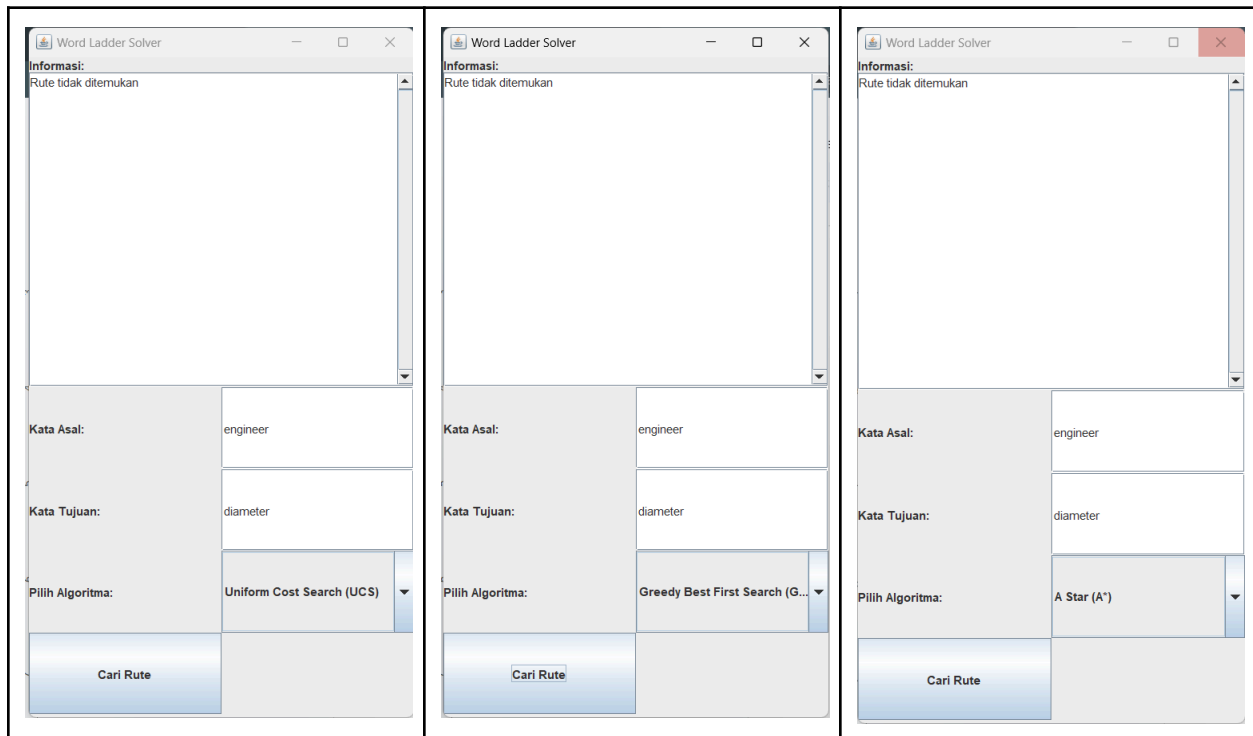 Word Ladder Solver
Informasi:
Rute tidak ditemukan
Kata Asal:
engineer
Kata Tujuan:
diameter
Pilih Algoritma:
Uniform Cost Search (UCS)
Cari Rute
Word Ladder Solver
Informasi:
Rute tidak ditemukan
Kata Asal:
engineer
Kata Tujuan:
diameter
Pilih Algoritma:
Greedy Best First Search (G...
Cari Rute
Word Ladder Solver
Informasi:
Rute tidak ditemukan
Kata Asal:
engineer
Kata Tujuan:
diameter
Pilih Algoritma:
A Star (A*)
Cari Rute